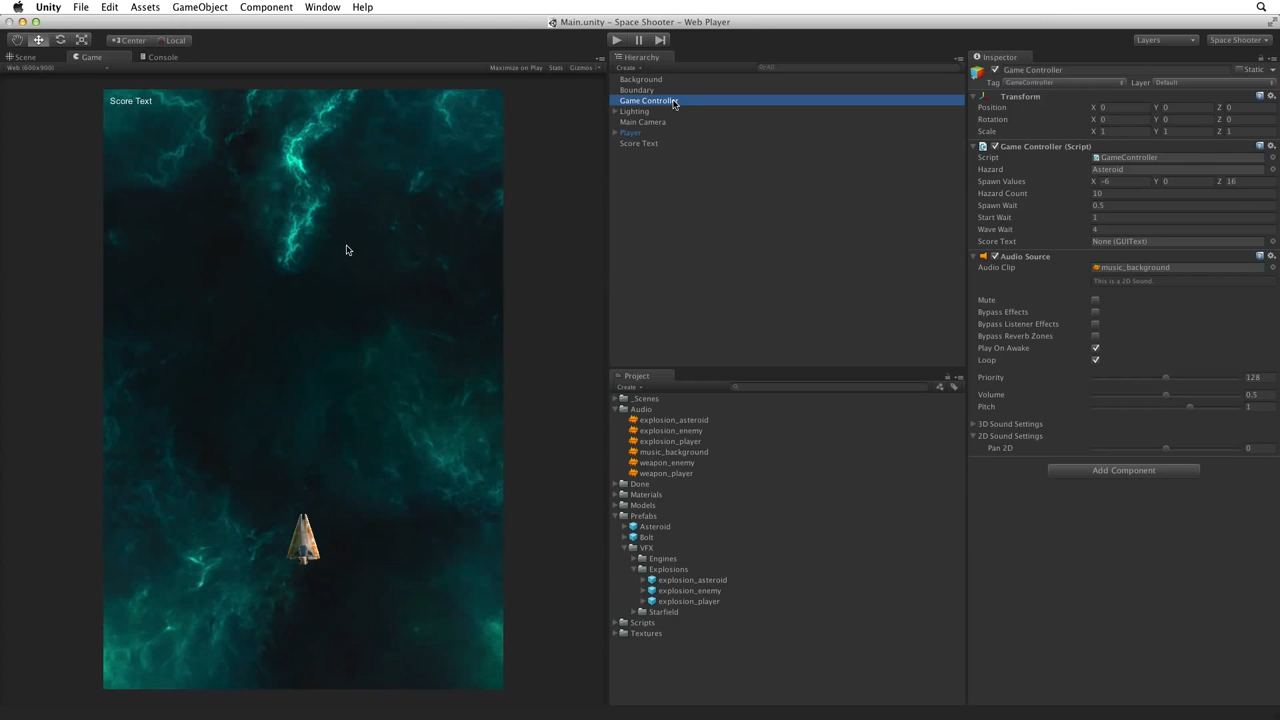 Unity File Edit Assets GameObject Component Window Help
Main.unity – Space Shooter – Web Player
Center Local
Layers
Space Shooter
Scene Game Console
Web (600x900)
Maximize on Play Stats Gizmos
Score Text
Hierarchy
Create
All
Background
Boundary
Game Controller
Lighting
Main Camera
Player
Score Text
Project
Create
_Scenes
Audio
explosion_asteroid
explosion_enemy
explosion_player
music_background
weapon_enemy
weapon_player
Done
Materials
Models
Prefabs
Asteroid
Bolt
VFX
Engines
Explosions
explosion_asteroid
explosion_enemy
explosion_player
Starfield
Scripts
Textures
Inspector
Game Controller Static
Tag GameController Layer Default
Transform
Position X 0 Y 0 Z 0
Rotation X 0 Y 0 Z 0
Scale X 1 Y 1 Z 1
Game Controller (Script)
Script GameController
Hazard Asteroid
Spawn Values X -6 Y 0 Z 16
Hazard Count 10
Spawn Wait 0.5
Start Wait 1
Wave Wait 4
Score Text None (GUIText)
Audio Source
Audio Clip music_background
This is a 2D Sound.
Mute
Bypass Effects
Bypass Listener Effects
Bypass Reverb Zones
Play On Awake
Loop
Priority 128
Volume 0.5
Pitch 1
3D Sound Settings
2D Sound Settings
Pan 2D 0
Add Component